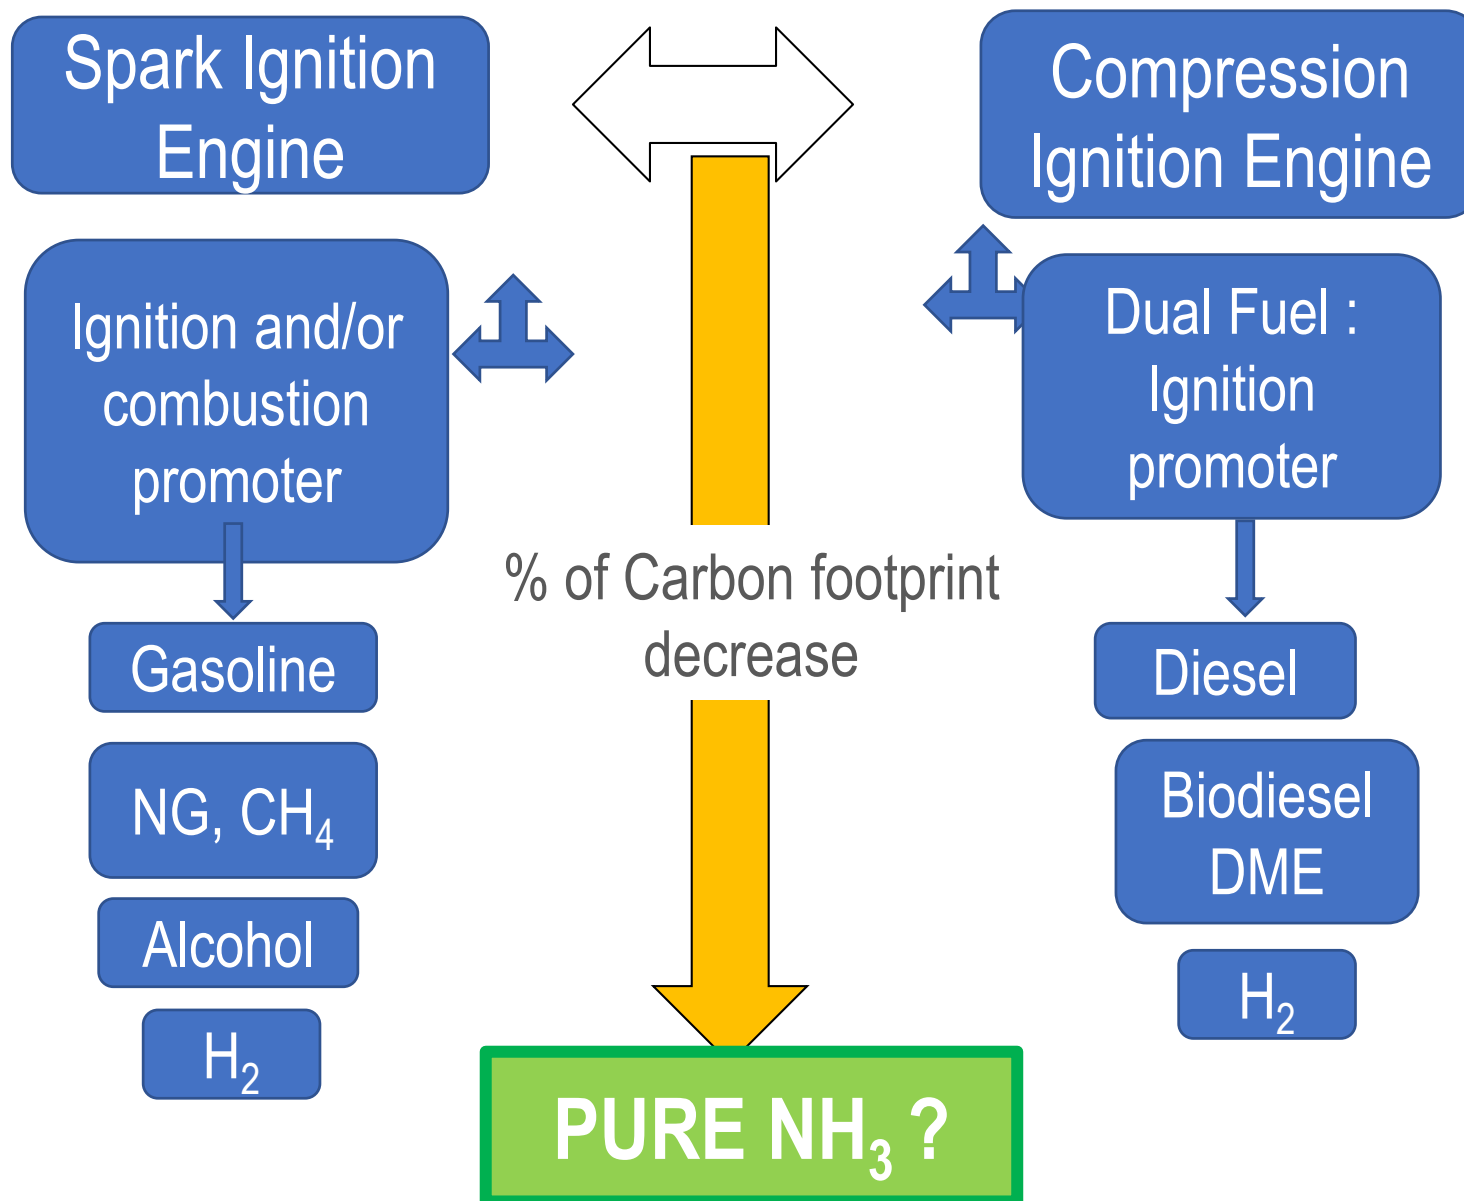 Spark Ignition
Engine
Compression
Ignition Engine
Ignition and/or
combustion
promoter
Dual Fuel :
Ignition
promoter
% of Carbon footprint
decrease
Gasoline
NG, CH₄
Alcohol
H₂
Diesel
Biodiesel
DME
H₂
PURE NH₃ ?